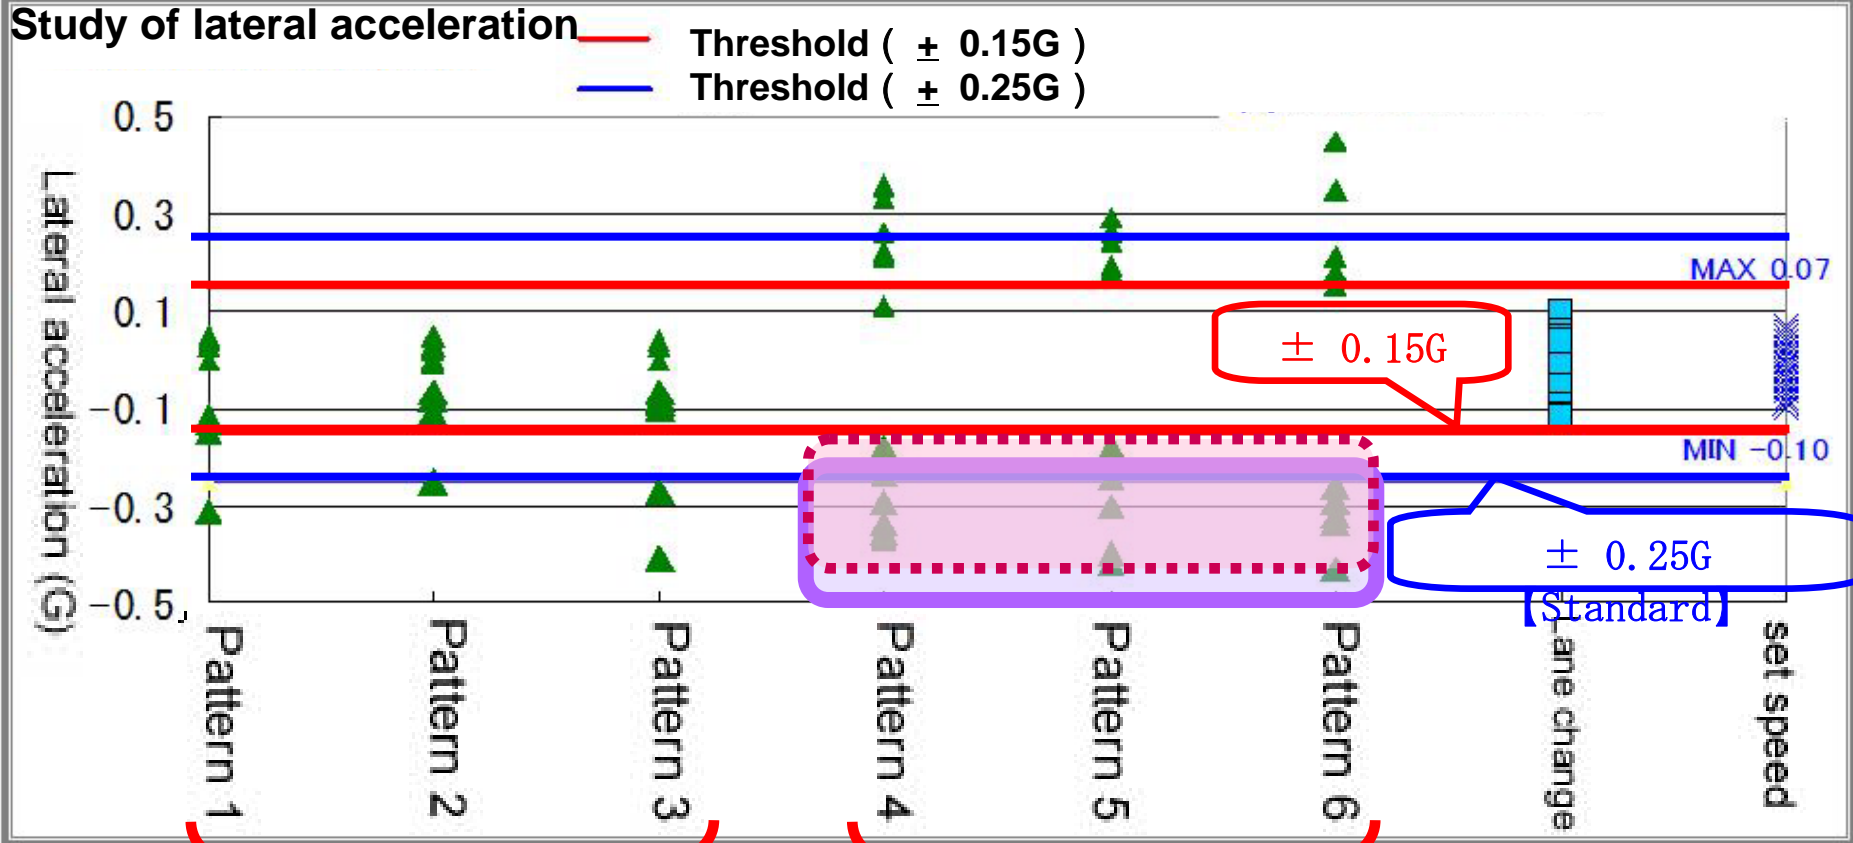 Study of lateral acceleration
Threshold ( ± 0.15G )
Threshold ( ± 0.25G )
Lateral acceleration (G)
0.5
0.3
0.1
-0.1
-0.3
-0.5
MAX 0.07
± 0.15G
MIN -0.10
± 0.25G
【Standard】
Pattern 1
Pattern 2
Pattern 3
Pattern 4
Pattern 5
Pattern 6
Lane change
set speed